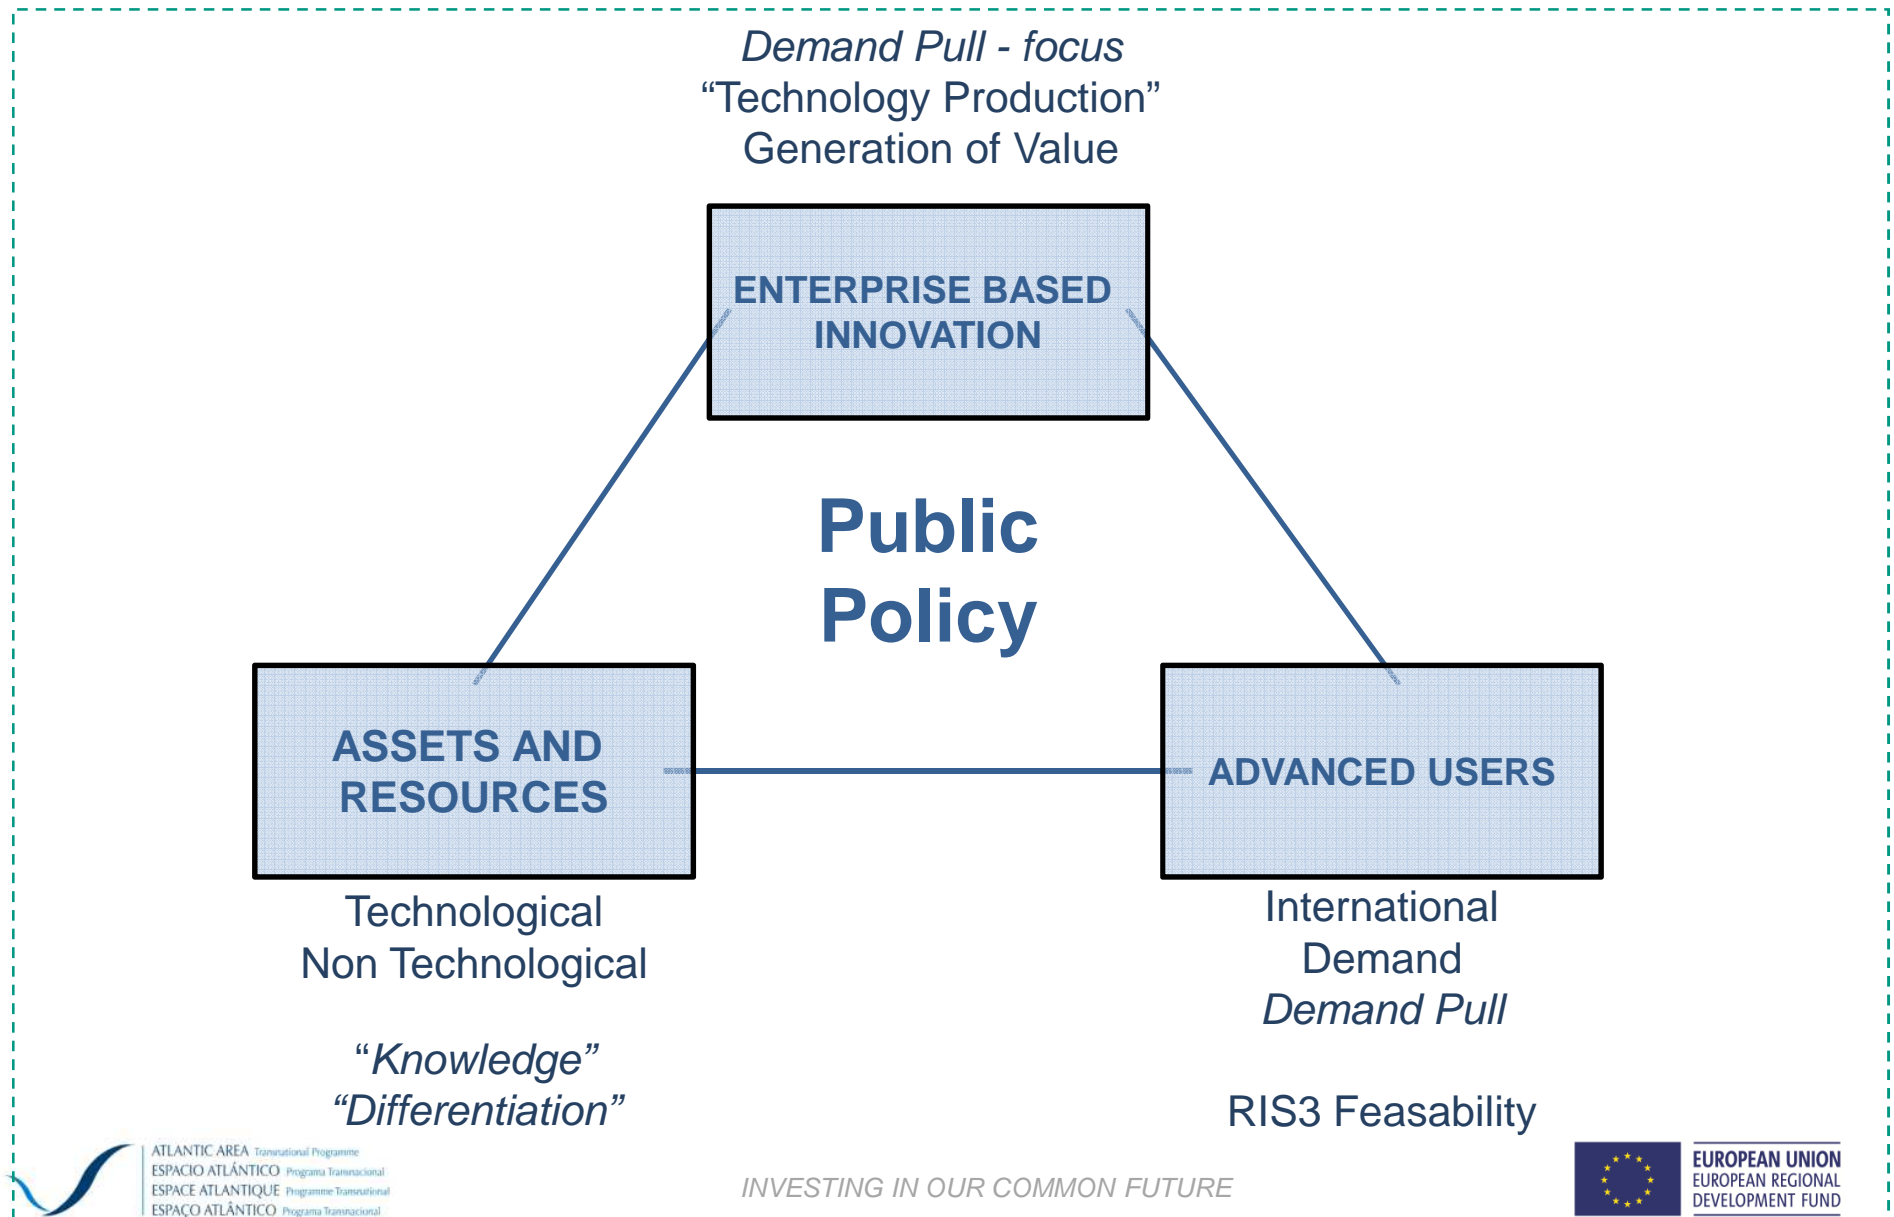 Demand Pull - focus
“Technology Production”
Generation of Value
ENTERPRISE BASED
INNOVATION
Public
Policy
ASSETS AND
RESOURCES
ADVANCED USERS
Technological
Non Technological
“Knowledge”
“Differentiation”
International
Demand
Demand Pull
RIS3 Feasability
ATLANTIC AREA Transnational Programme
ESPACIO ATLÁNTICO Programa Transnacional
ESPACE ATLANTIQUE Programme Transnational
ESPAÇO ATLÂNTICO Programa Transnacional
INVESTING IN OUR COMMON FUTURE
EUROPEAN UNION
EUROPEAN REGIONAL
DEVELOPMENT FUND